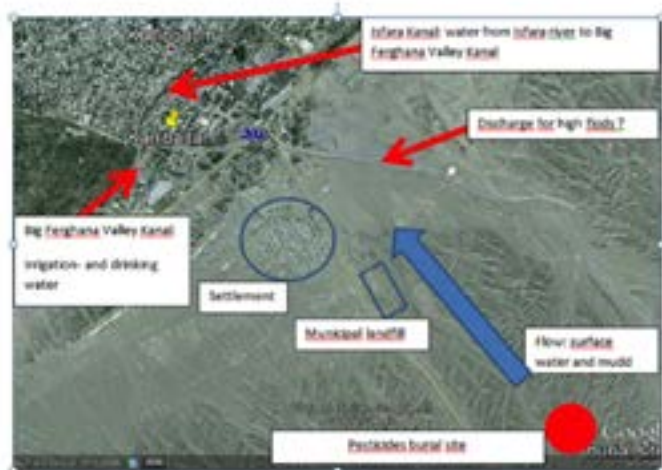 Isfara Kanal: water from Isfara river to Big
Ferghana Valley Kanal
Discharge for high flods ?
Big Ferghana Valley Kanal:
Irrigation- and drinking
water
Settlement
Municipal landfill
Flow: surface
water and mudd
Pesticides burial site
Google